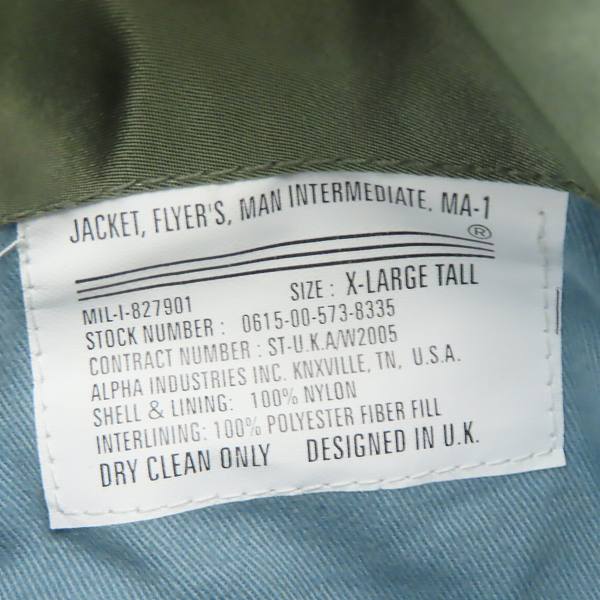 JACKET, FLYER'S, MAN INTERMEDIATE. MA-1
®
SIZE : X-LARGE TALL
MIL-I-827901
STOCK NUMBER : 0615-00-573-8335
CONTRACT NUMBER : ST-U.K.A/W2005
ALPHA INDUSTRIES INC. KNXVILLE, TN, U.S.A.
SHELL & LINING: 100% NYLON
INTERLINING: 100% POLYESTER FIBER FILL
DRY CLEAN ONLY DESIGNED IN U.K.